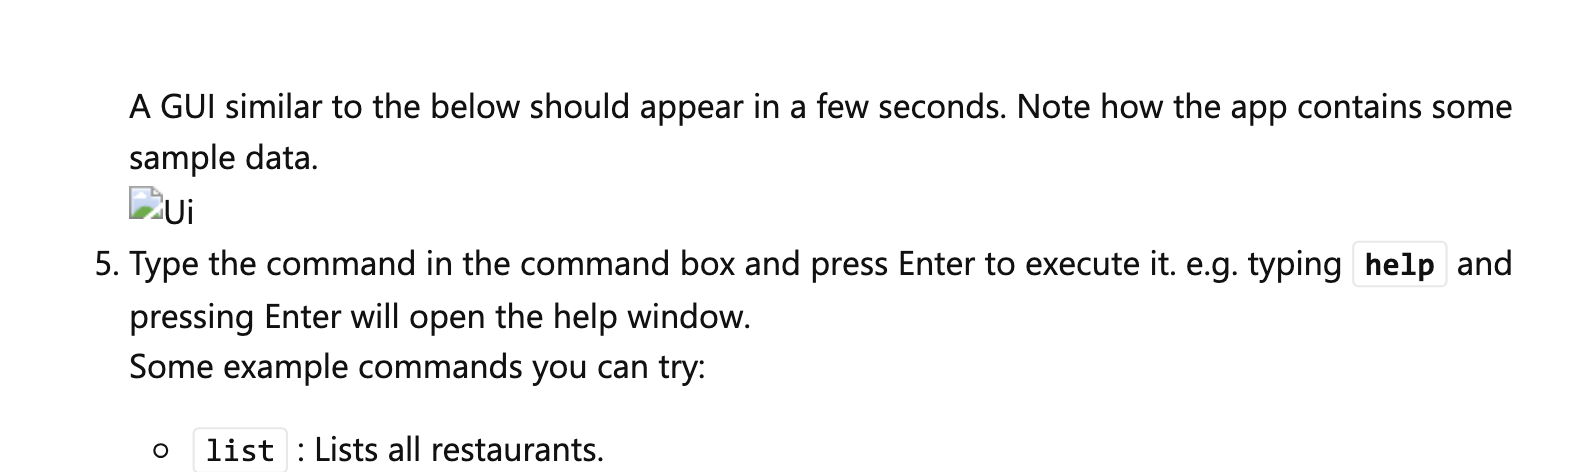 A GUI similar to the below should appear in a few seconds. Note how the app contains some
sample data.
Ui
5. Type the command in the command box and press Enter to execute it. e.g. typing help and
pressing Enter will open the help window.
Some example commands you can try:
list : Lists all restaurants.